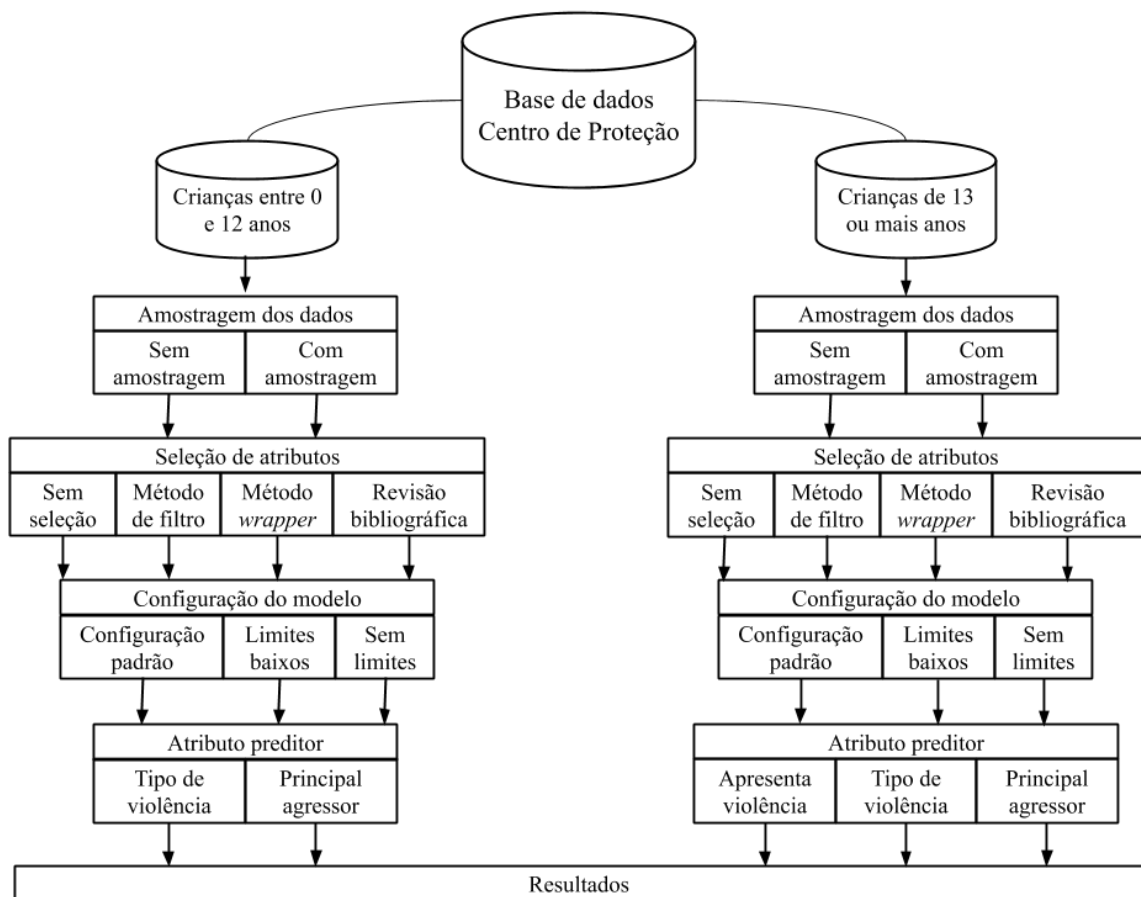 Base de dados
Centro de Proteção
Crianças entre 0
e 12 anos
Amostragem dos dados
Sem
amostragem
Com
amostragem
Seleção de atributos
Sem
seleção
Método
de filtro
Método
wrapper
Revisão
bibliográfica
Configuração do modelo
Configuração
padrão
Limites
baixos
Sem
limites
Atributo preditor
Tipo de
violência
Principal
agressor
Crianças de 13
ou mais anos
Amostragem dos dados
Sem
amostragem
Com
amostragem
Seleção de atributos
Sem
seleção
Método
de filtro
Método
wrapper
Revisão
bibliográfica
Configuração do modelo
Configuração
padrão
Limites
baixos
Sem
limites
Atributo preditor
Apresenta
violência
Tipo de
violência
Principal
agressor
Resultados